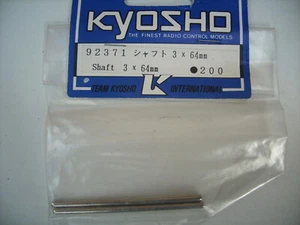 KYOSHO
THE FINEST RADIO CONTROL MODELS
92371 シャフト 3 x 64mm
Shaft 3 x 64mm ●200
TEAM KYOSHO K INTERNATIONAL